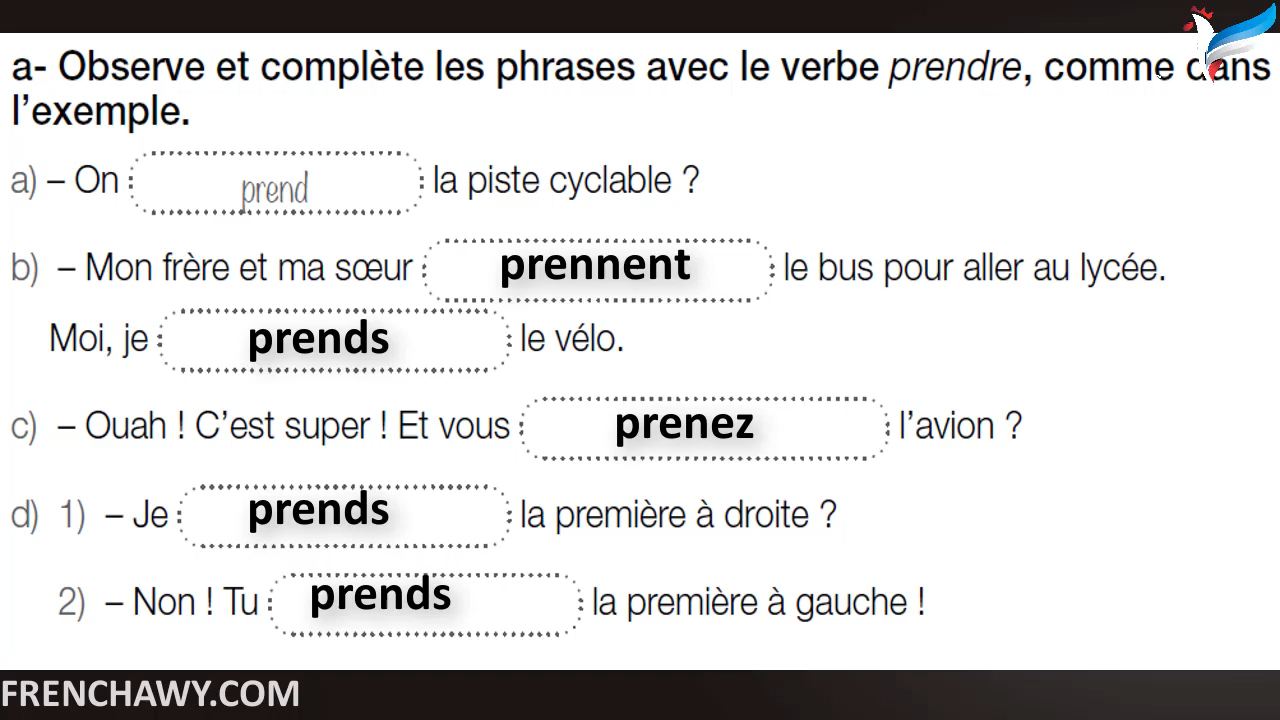 a- Observe et complète les phrases avec le verbe prendre, comme dans
l’exemple.
a) – On prend la piste cyclable ?
b) – Mon frère et ma sœur prennent le bus pour aller au lycée.
Moi, je prends le vélo.
c) – Ouah ! C’est super ! Et vous prenez l’avion ?
d) 1) – Je prends la première à droite ?
2) – Non ! Tu prends la première à gauche !
FRENCHAWY.COM